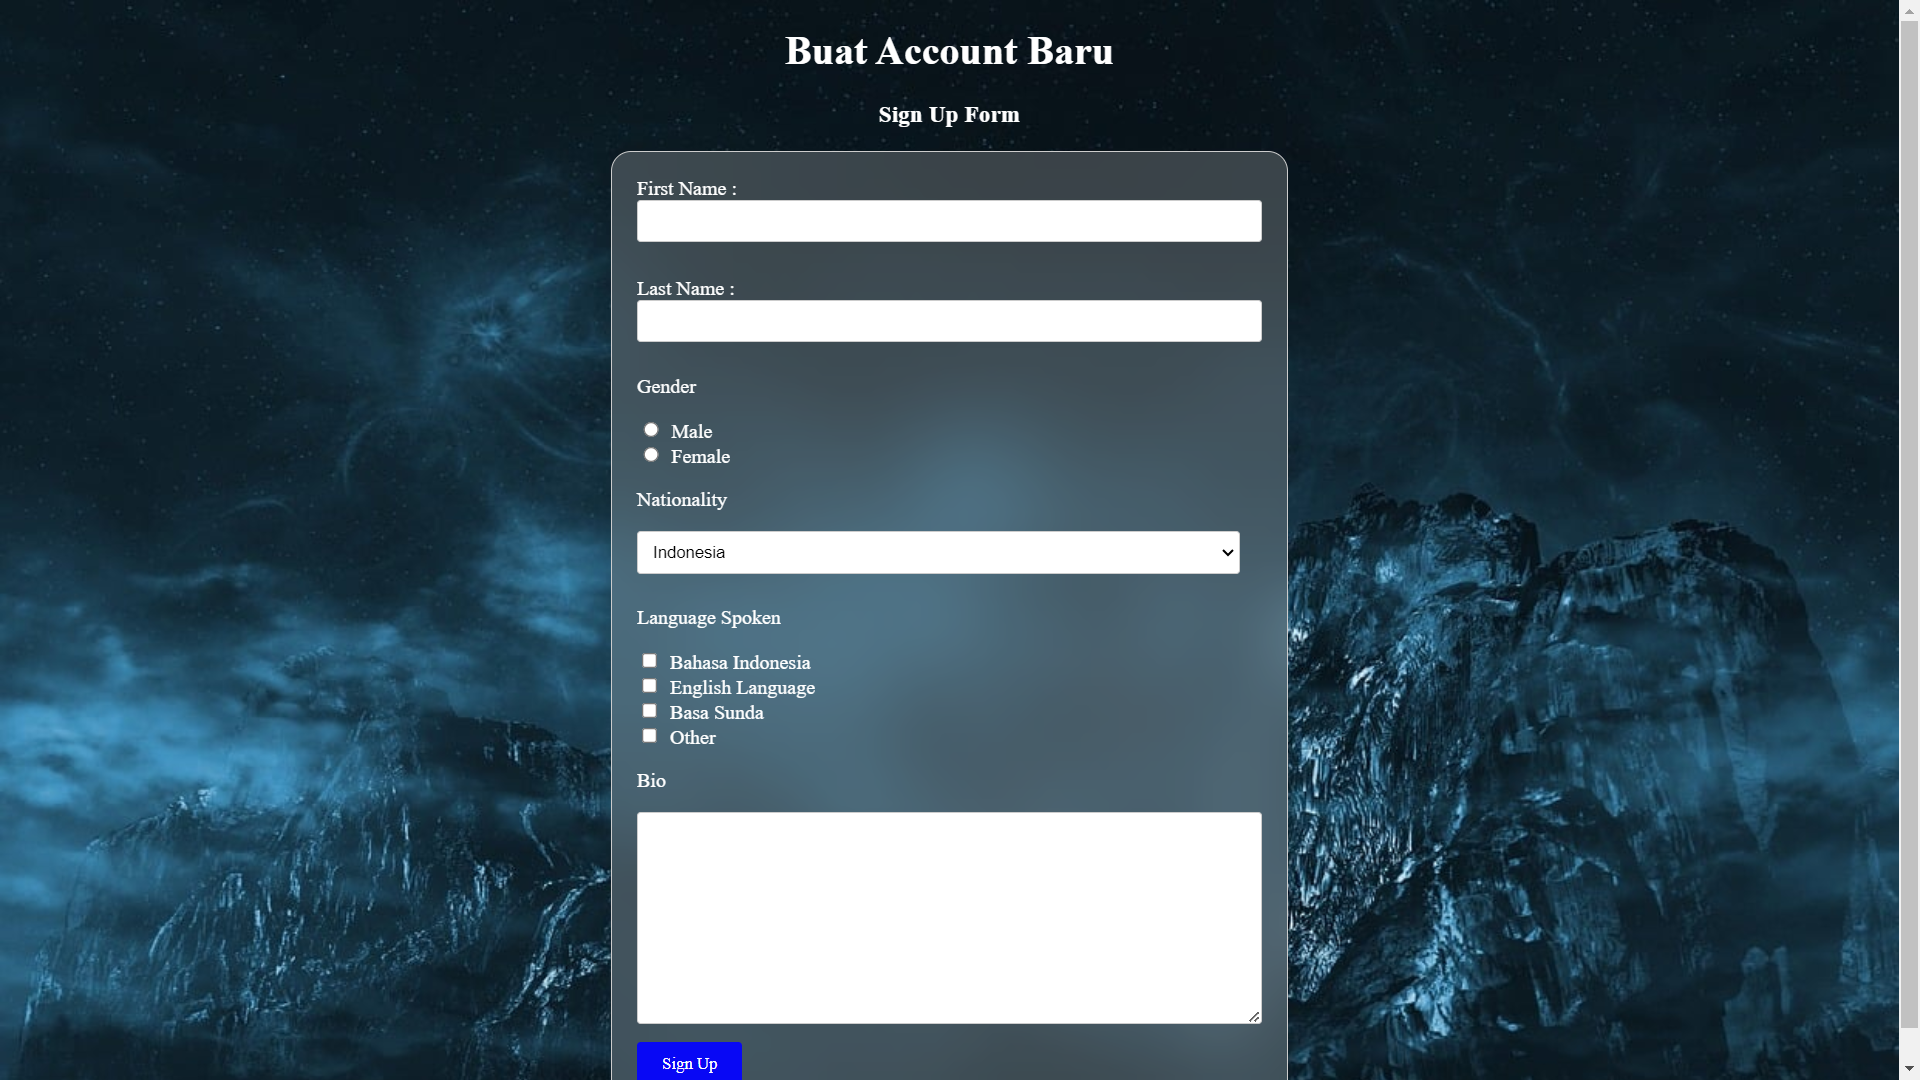 Buat Account Baru
Sign Up Form
First Name :
Last Name :
Gender
Male
Female
Nationality
Indonesia
Language Spoken
Bahasa Indonesia
English Language
Basa Sunda
Other
Bio
Sign Up